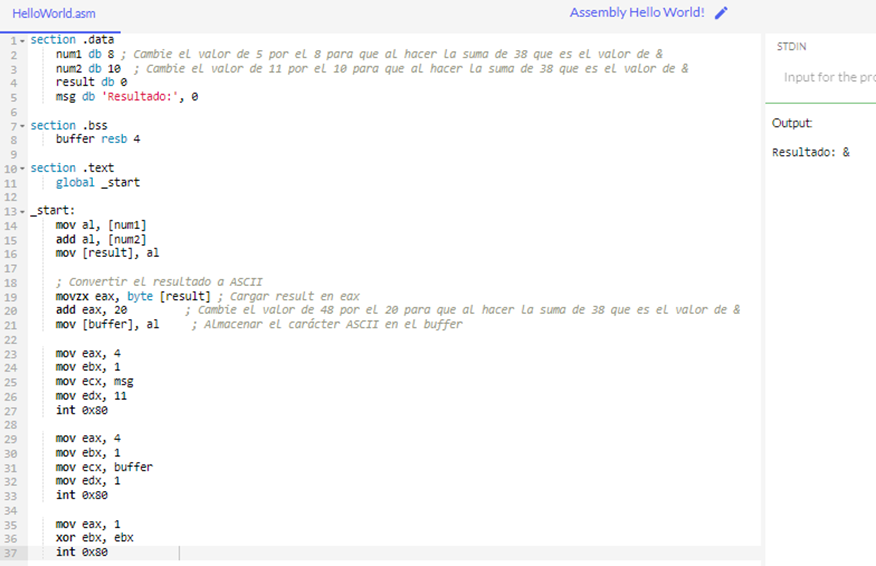 HelloWorld.asm
Assembly Hello World!
1 section .data
2 num1 db 8 ; Cambie el valor de 5 por el 8 para que al hacer la suma de 38 que es el valor de &
3 num2 db 10 ; Cambie el valor de 11 por el 10 para que al hacer la suma de 38 que es el valor de &
4 result db 0
5 msg db 'Resultado:', 0
6
7 section .bss
8 buffer resb 4
9
10 section .text
11 global _start
12
13 _start:
14 mov al, [num1]
15 add al, [num2]
16 mov [result], al
17
18 ; Convertir el resultado a ASCII
19 movzx eax, byte [result] ; Cargar result en eax
20 add eax, 20 ; Cambie el valor de 48 por el 20 para que al hacer la suma de 38 que es el valor de &
21 mov [buffer], al ; Almacenar el carácter ASCII en el buffer
22
23 mov eax, 4
24 mov ebx, 1
25 mov ecx, msg
26 mov edx, 11
27 int 0x80
28
29 mov eax, 4
30 mov ebx, 1
31 mov ecx, buffer
32 mov edx, 1
33 int 0x80
34
35 mov eax, 1
36 xor ebx, ebx
37 int 0x80
STDIN
Input for the pro
Output:
Resultado: &